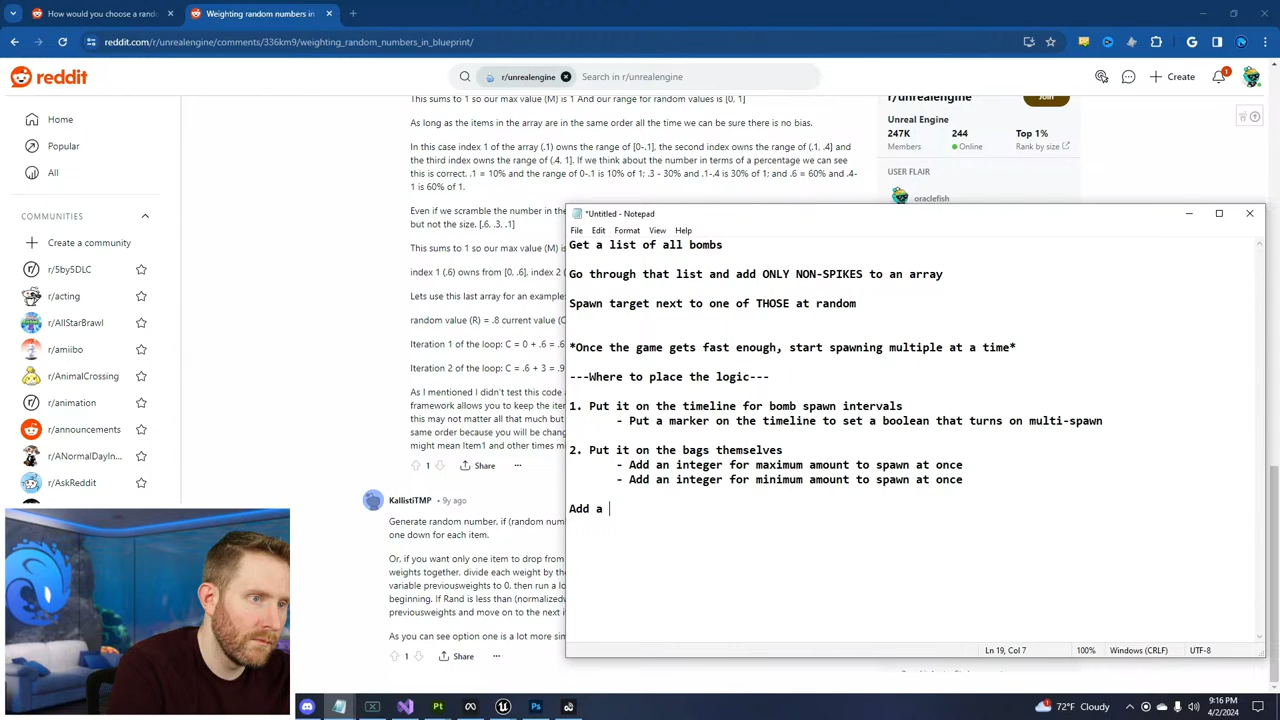 How would you choose a rand
Weighting random numbers in
reddit.com/r/unrealengine/comments/336km9/weighting_random_numbers_in_blueprint/
reddit
r/unrealengine
Search in r/unrealengine
Create
1
Home
Popular
All
COMMUNITIES
Create a community
r/5by5DLC
r/acting
r/AllStarBrawl
r/amiibo
r/AnimalCrossing
r/animation
r/announcements
r/ANormalDayIn...
r/AskReddit
This sums to 1 so our max value (M) is 1 And our range for random values is [0, 1]
As long as the items in the array are in the same order all the time we can be sure there is no bias.
In this case index 1 of the array (.1) owns the range of [0-.1], the second index owns the range of (.1, .4] and
the third index owns the range of (.4, 1]. If we think about the number in terms of a percentage we can see
this is correct. .1 = 10% and the range of 0-.1 is 10% of 1; .3 - 30% and .1-.4 is 30% of 1; and .6 = 60% and .4-
1 is 60% of 1.
Even if we scramble the number in the
but not the size. [.6, .3, .1]
This sums to 1 so our max value (M) is
index 1 (.6) owns from [0, .6], index 2 (
Lets use this last array for an example:
random value (R) = .8 current value (C
Iteration 1 of the loop: C = 0 + .6 = .6
Iteration 2 of the loop: C = .6 + .3 = .9
As I mentioned I didn't test this code a
framework allows you to keep the iter
this may not matter all that much but
same order because you will be chang
might mean Item1 and other times m
1
Share
KallistiTMP • 9y ago
Generate random number, if (random num
one down for each item.
Or, if you want only one item to drop from
weights together, divide each weight by the
variable previousweights to 0, then run a lo
beginning. If Rand is less than (normalizedw
previousweights and move on to the next i
As you can see option one is a lot more sim
1
Share
r/unrealengine
Join
Unreal Engine
247K
244
Top 1%
Members
Online
Rank by size
USER FLAIR
oraclefish
*Untitled - Notepad
File Edit Format View Help
Get a list of all bombs
Go through that list and add ONLY NON-SPIKES to an array
Spawn target next to one of THOSE at random
*Once the game gets fast enough, start spawning multiple at a time*
---Where to place the logic---
1. Put it on the timeline for bomb spawn intervals
- Put a marker on the timeline to set a boolean that turns on multi-spawn
2. Put it on the bags themselves
- Add an integer for maximum amount to spawn at once
- Add an integer for minimum amount to spawn at once
Add a
Ln 19, Col 7
100%
Windows (CRLF)
UTF-8
Pt
Ps
72°F Cloudy
9:16 PM
4/2/2024